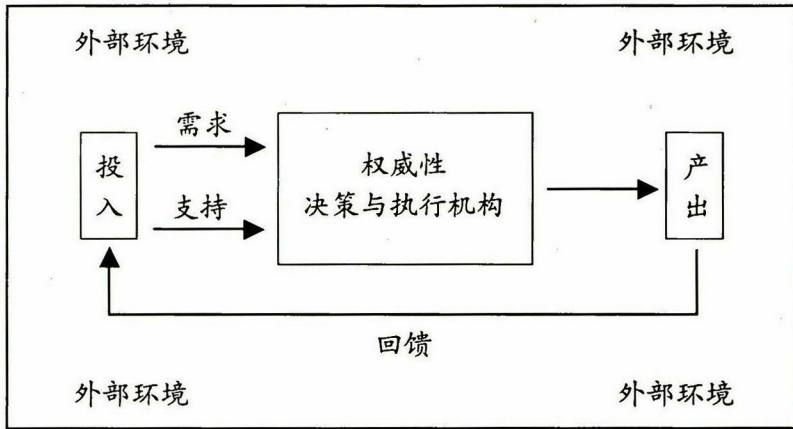 外部环境
外部环境
需求
投入
支持
权威性
决策与执行机构
产出
回馈
外部环境
外部环境